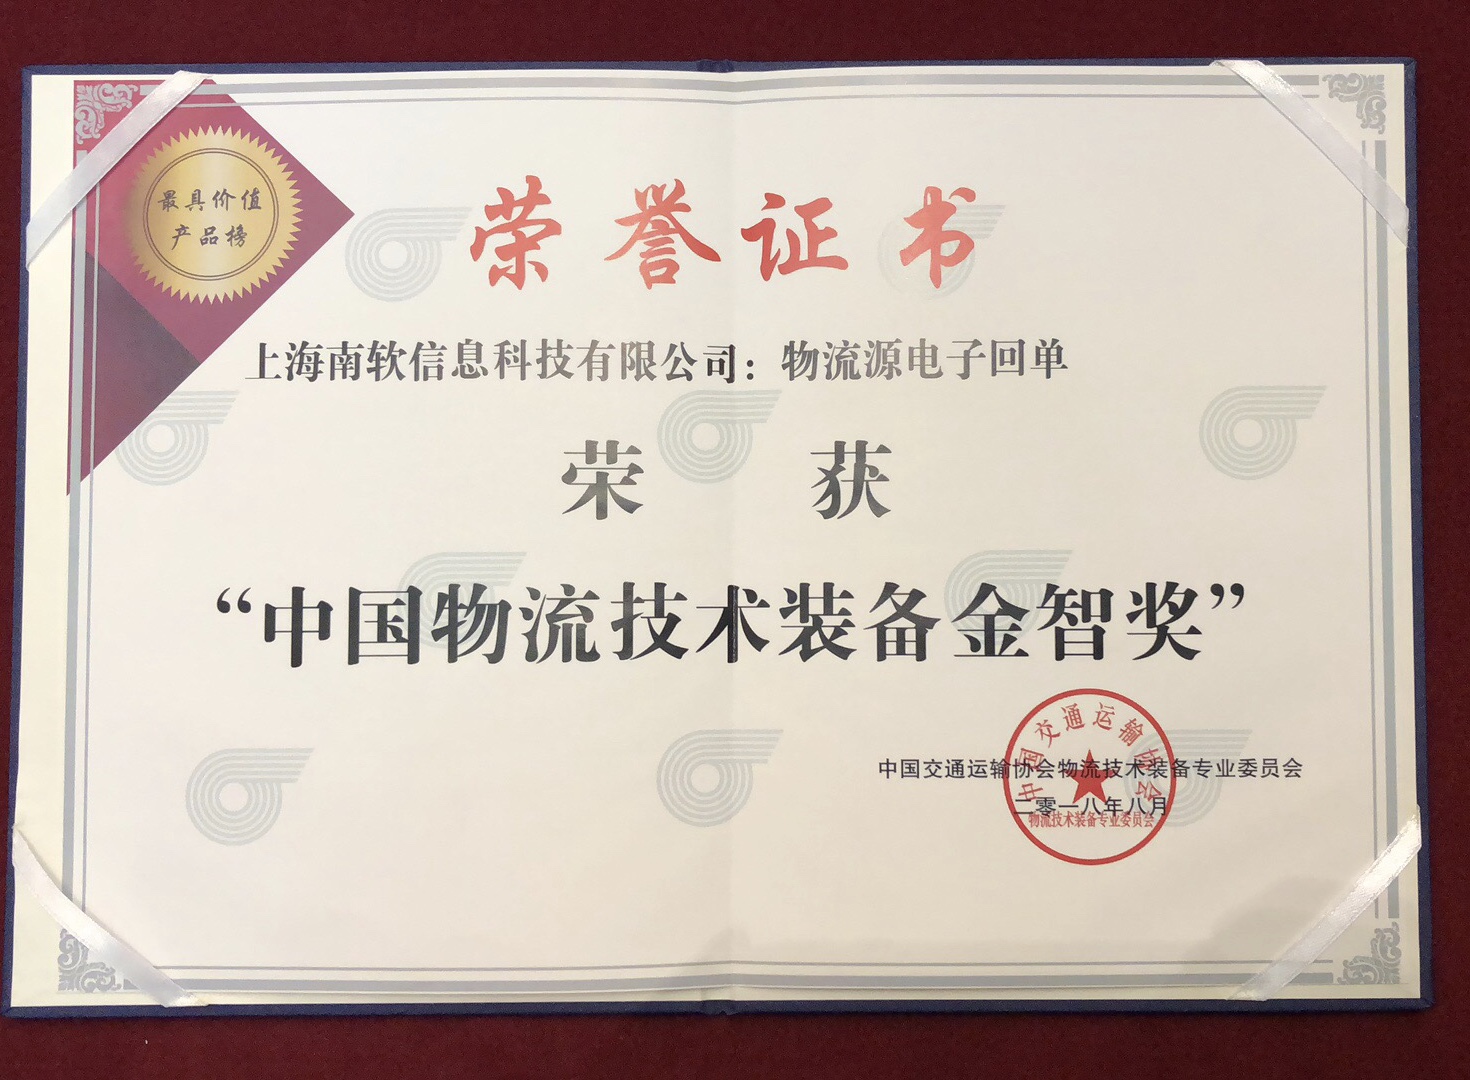 最具价值
产品榜
荣誉证书
上海南软信息科技有限公司：物流源电子回单
荣获
“中国物流技术装备金智奖”
中国交通运输协会物流技术装备专业委员会
二零一八年八月
中国交通运输协会
物流技术装备专业委员会